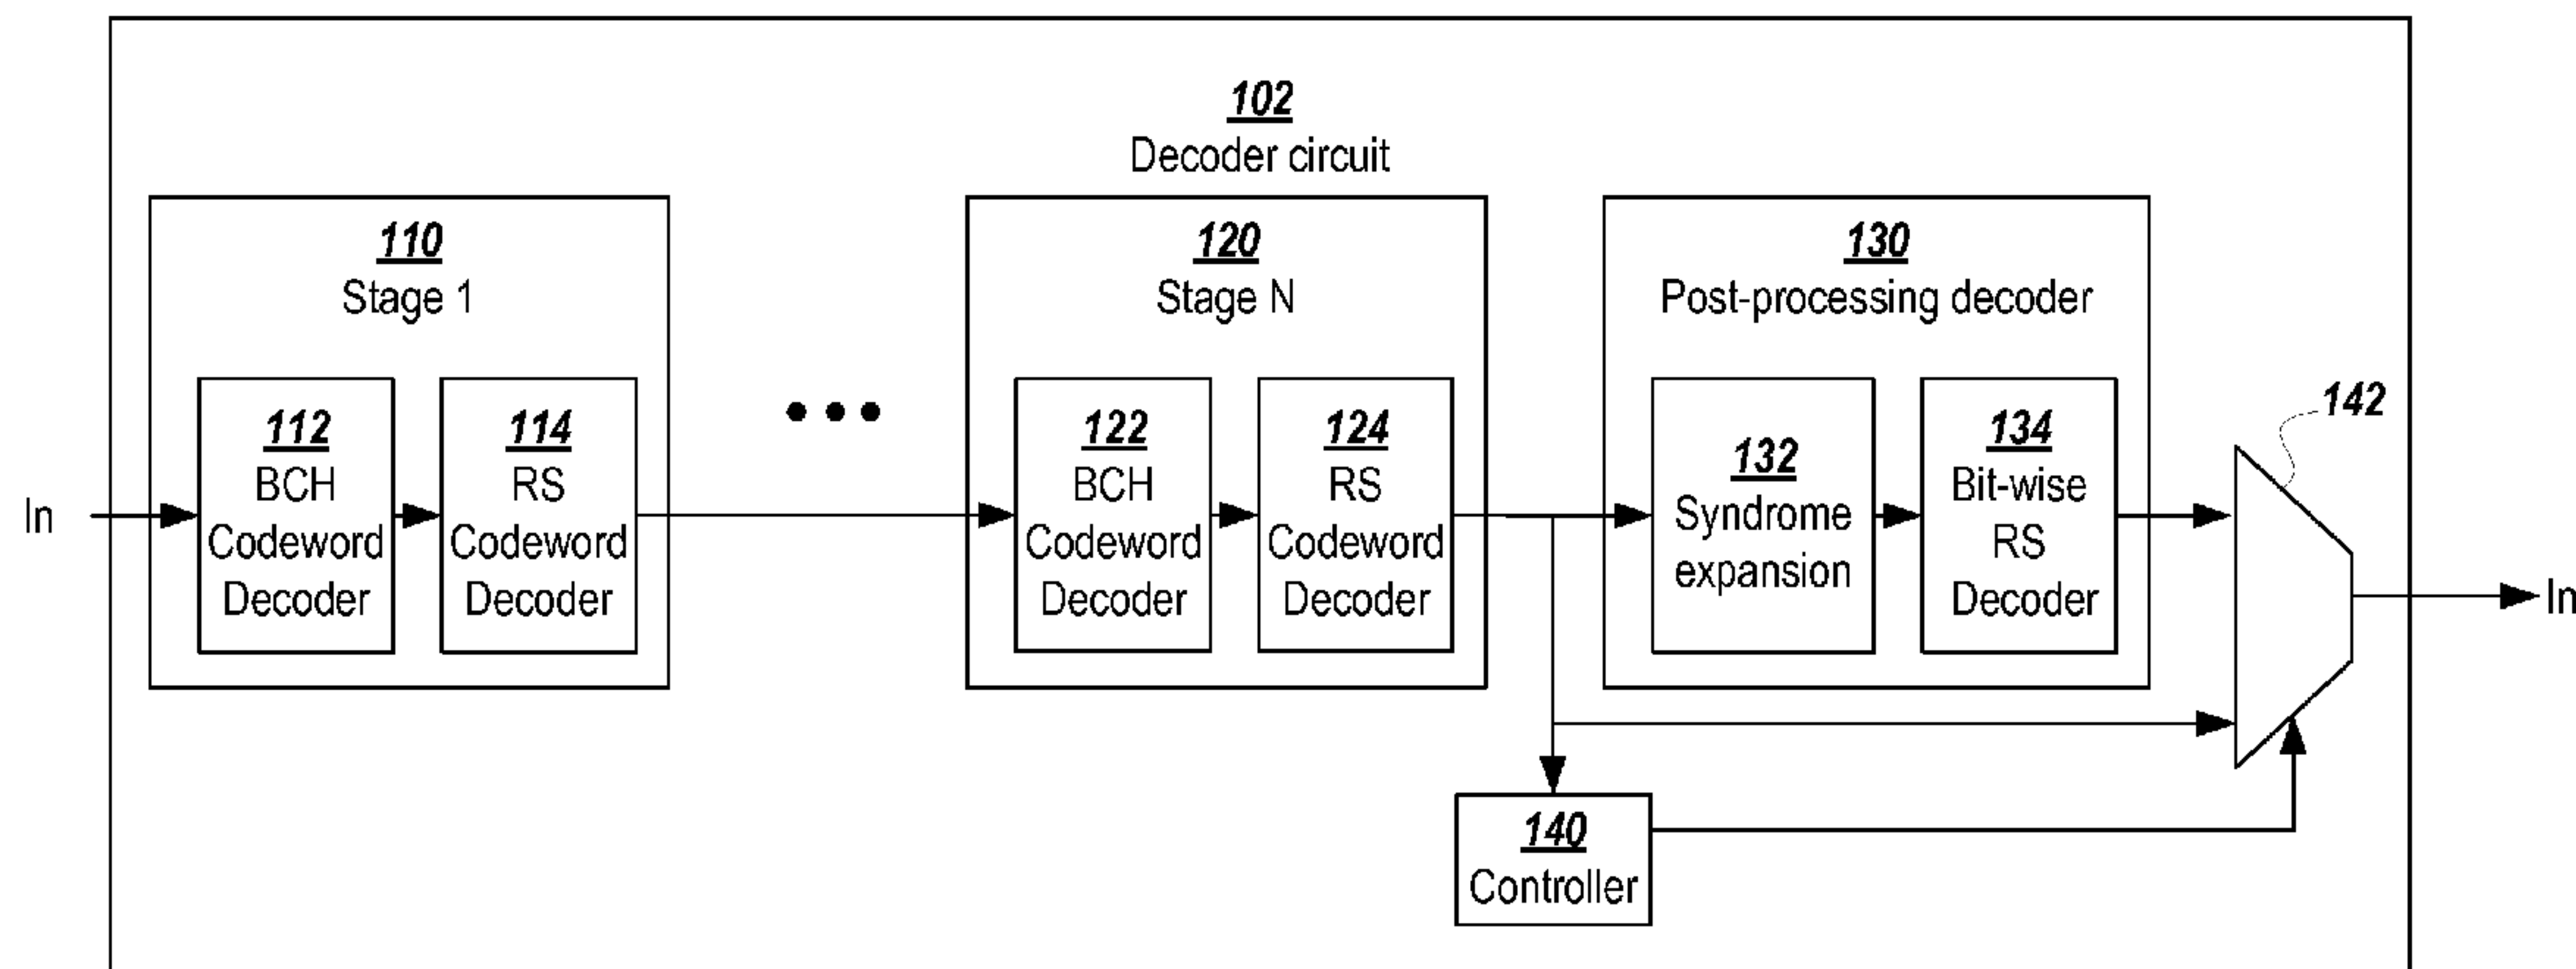 102
Decoder circuit
110
Stage 1
120
Stage N
130
Post-processing decoder
142
112
BCH
Codeword
Decoder
114
RS
Codeword
Decoder
122
BCH
Codeword
Decoder
124
RS
Codeword
Decoder
132
Syndrome
expansion
134
Bit-wise
RS
Decoder
In
In
140
Controller